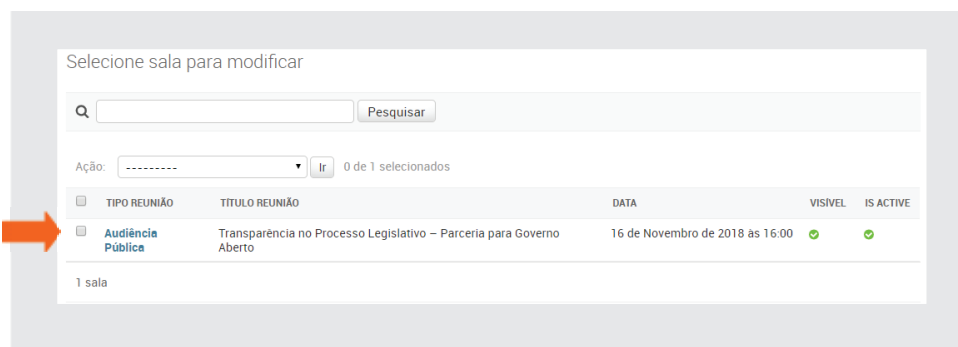 Selecione sala para modificar
Pesquisar
Ação: --------- Ir 0 de 1 selecionados
TIPO REUNIÃO TÍTULO REUNIÃO DATA VISÍVEL IS ACTIVE
Audiência Transparência no Processo Legislativo – Parceria para Governo 16 de Novembro de 2018 às 16:00
Pública Aberto
1 sala